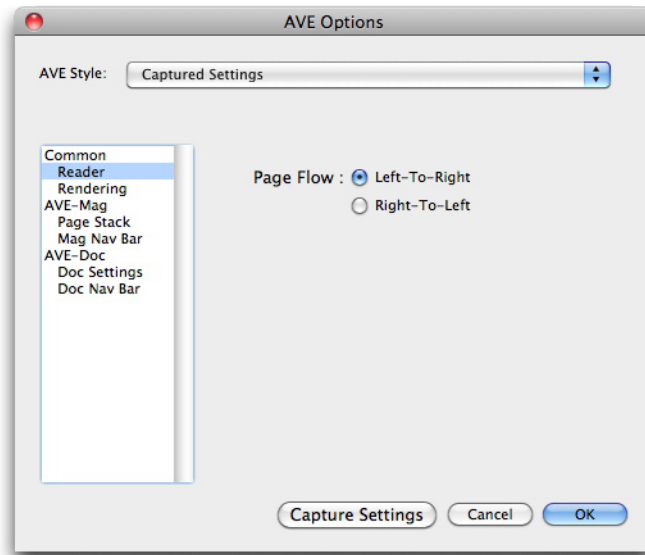 AVE Options
AVE Style: Captured Settings
Common
Reader
Rendering
AVE-Mag
Page Stack
Mag Nav Bar
AVE-Doc
Doc Settings
Doc Nav Bar
Page Flow : Left-To-Right
Right-To-Left
Capture Settings Cancel OK